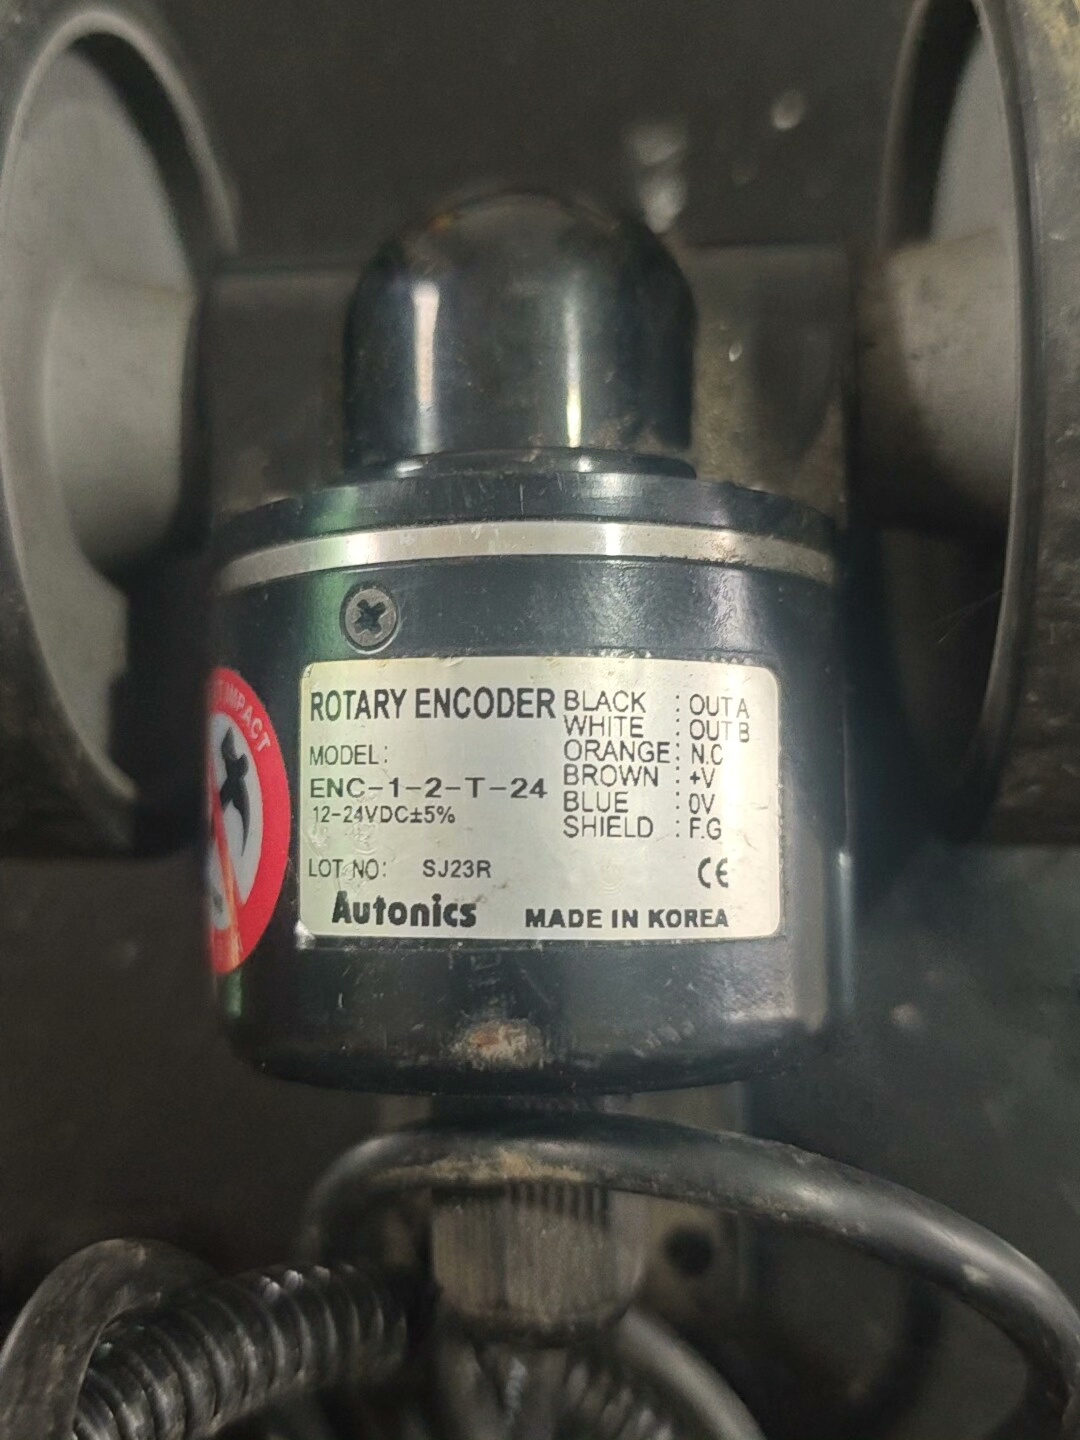 ROTARY ENCODER
MODEL:
ENC-1-2-T-24
12-24VDC±5%
LOT NO: SJ23R
Autonics
BLACK : OUT A
WHITE : OUT B
ORANGE : N.C
BROWN : +V
BLUE : 0V
SHIELD : F.G
CE
MADE IN KOREA
IMPACT